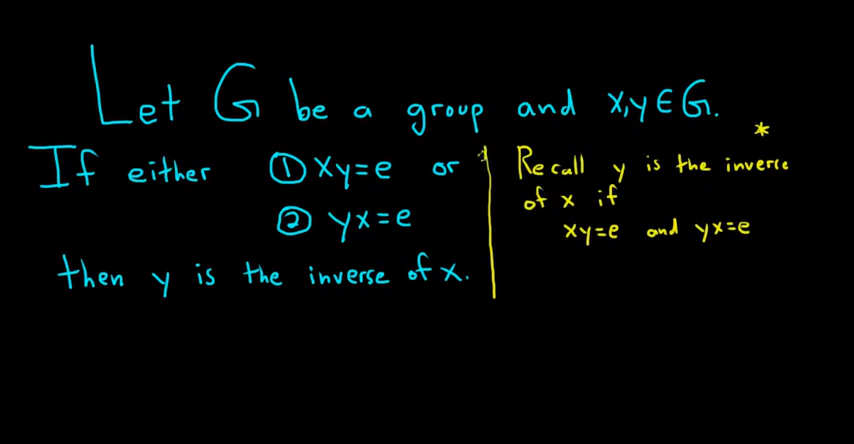 Let G be a group and x,y ∈ G.
If either ① xy=e or
② yx=e
then y is the inverse of x.
*
Recall y is the inverse
of x if
xy=e and yx=e